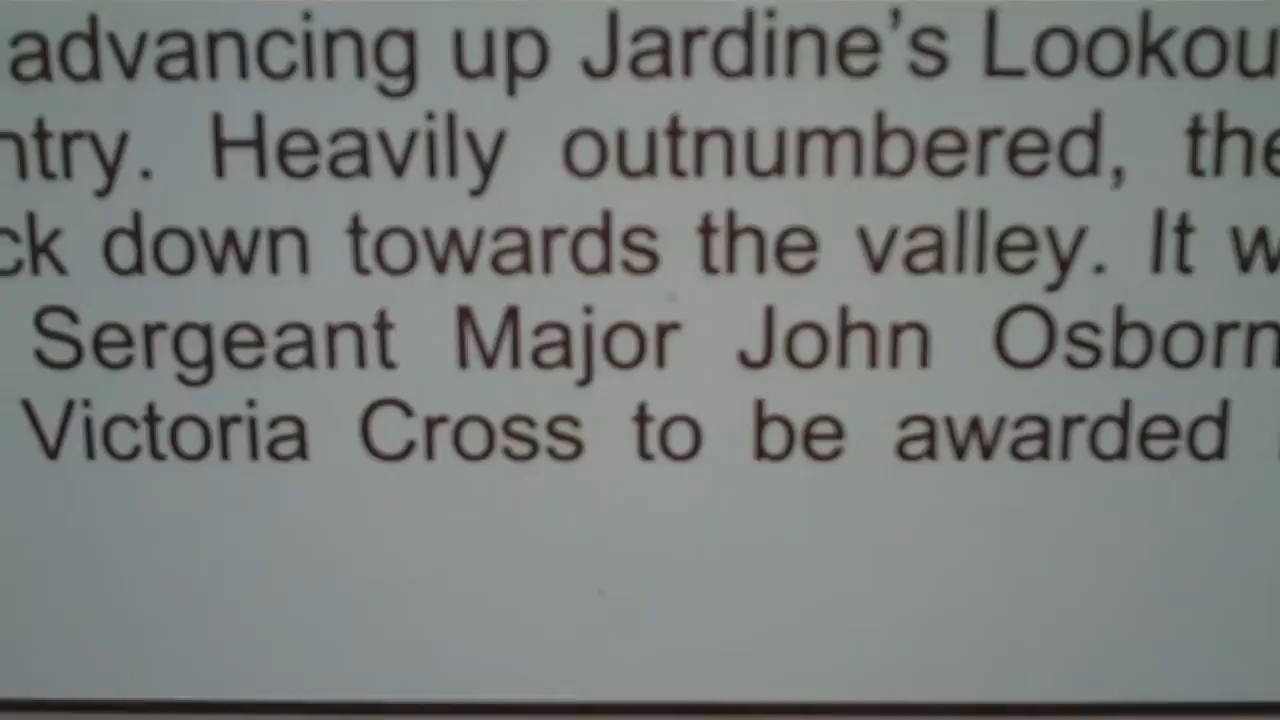 advancing up Jardine's Lookou
ntry. Heavily outnumbered, the
ck down towards the valley. It w
Sergeant Major John Osborn
Victoria Cross to be awarded